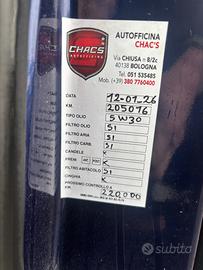 AUTOFFICINA
CHAC'S
CHACS
Via CHIUSA n 8/2c
40138 BOLOGNA
Tel. 051 535485
Mob. (+39) 380 7760400
DATA 12-01-26
KM. 205076
TIPO OLIO 5W30
FILTRO OLIO SI
FILTRO ARIA SI
FILTRO CARB. SI
CANDELE K
FRENI
FILTRO ABITACOLO SI
CINGHIA K
PROSSIMO CONTROLLO A
KM 220000
subito